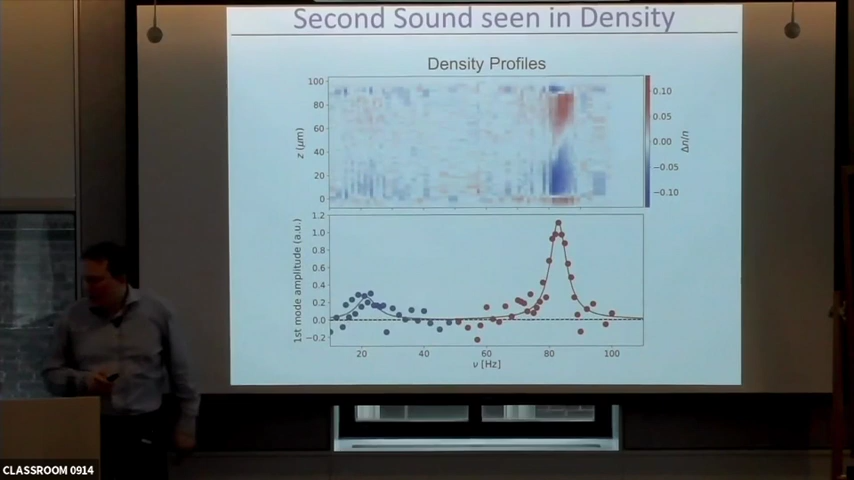 Second Sound seen in Density
Density Profiles
100
80
60
40
20
0
z (μm)
0.10
0.05
0.00
−0.05
−0.10
Δn/n
1.2
1.0
0.8
0.6
0.4
0.2
0.0
−0.2
1st mode amplitude (a.u.)
20 40 60 80 100
ν [Hz]
CLASSROOM 0914